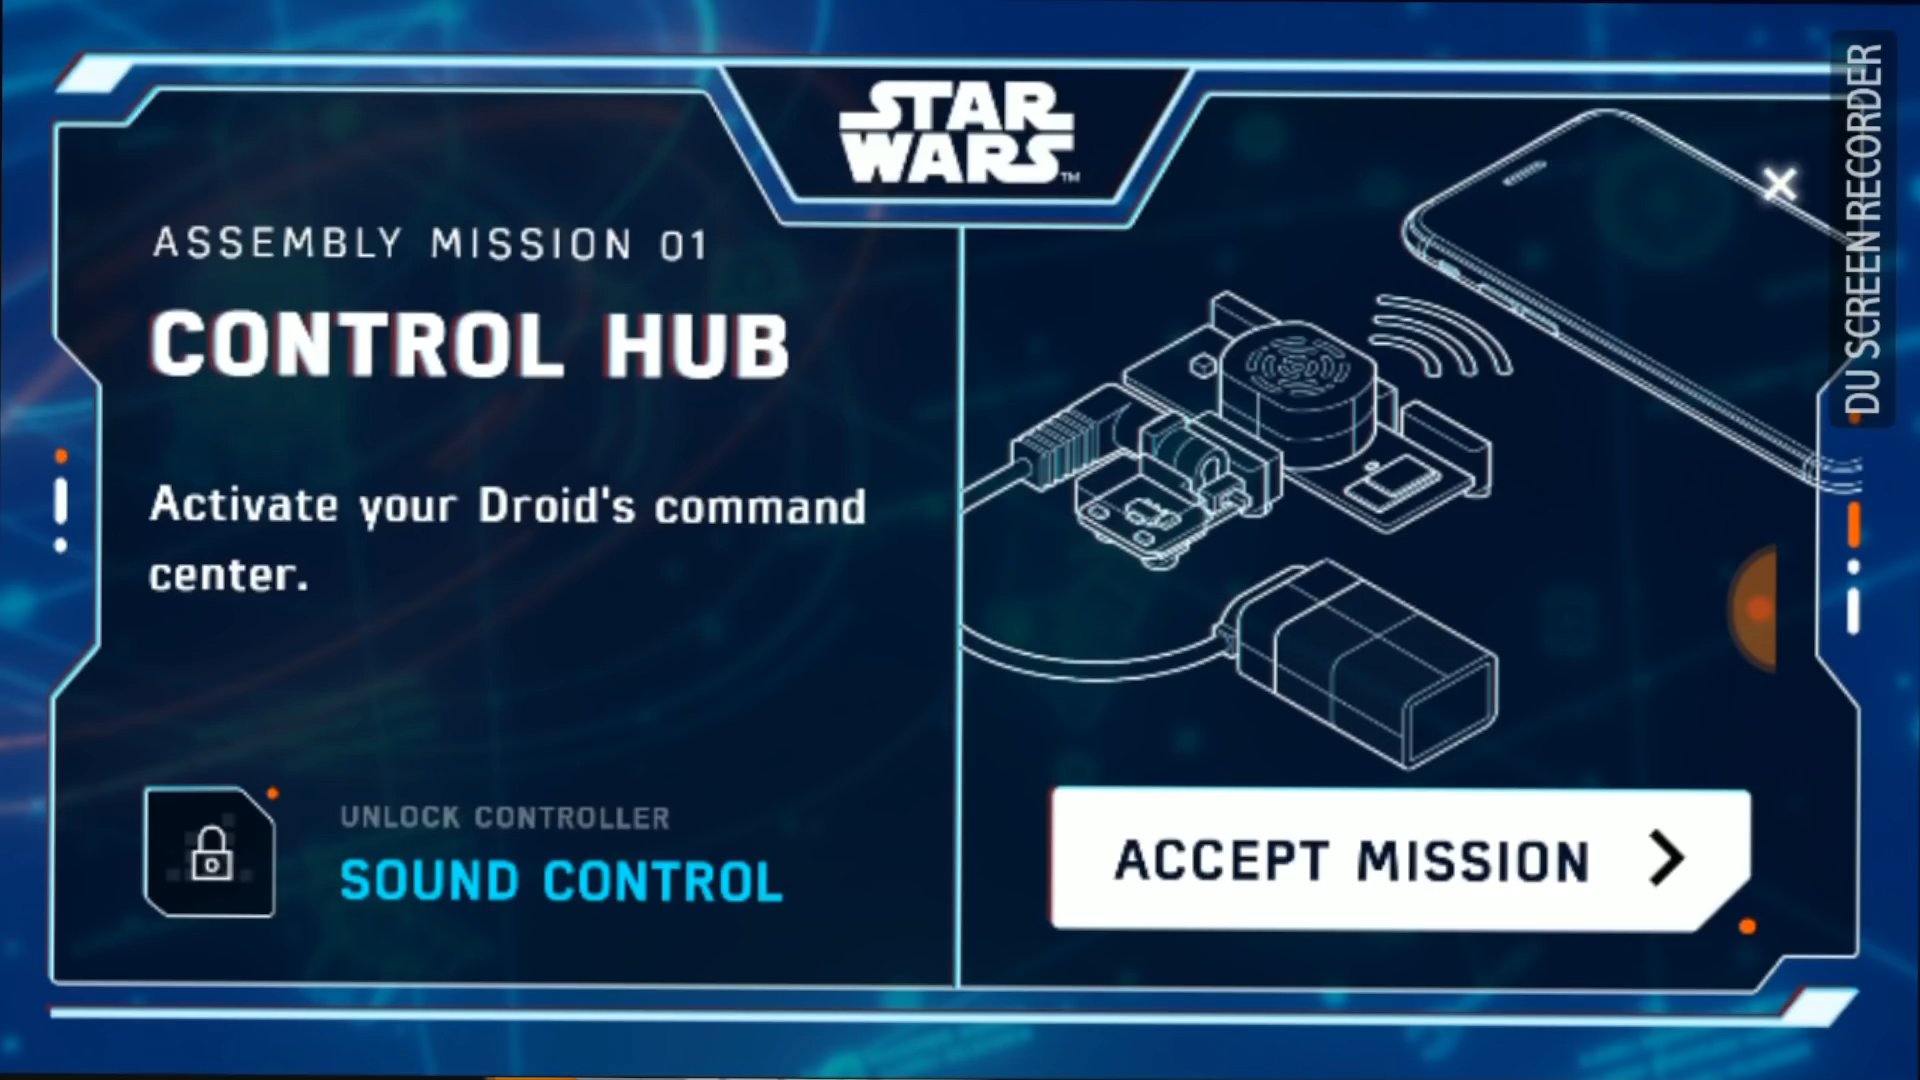 STAR
WARS™
ASSEMBLY MISSION 01
CONTROL HUB
Activate your Droid's command
center.
UNLOCK CONTROLLER
SOUND CONTROL
ACCEPT MISSION
DU SCREEN RECORDER